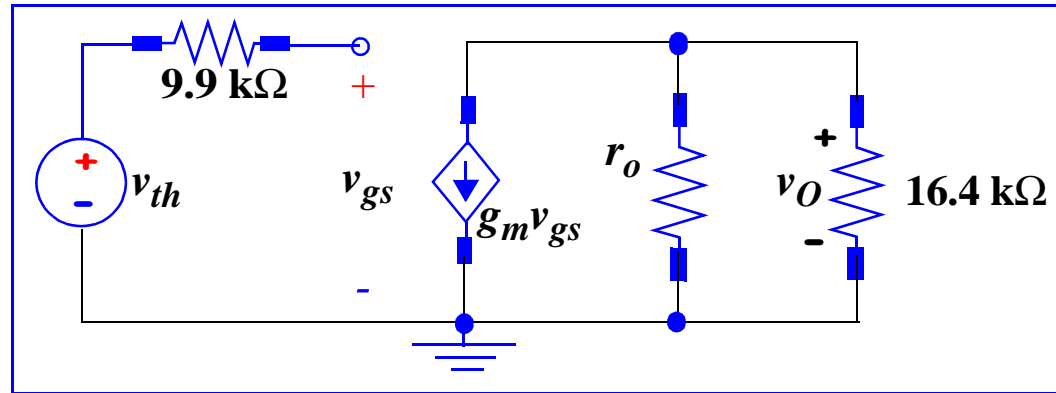 9.9 kΩ
+
+
-
v_th
v_gs
-
g_m v_gs
r_o
+
v_O
-
16.4 kΩ